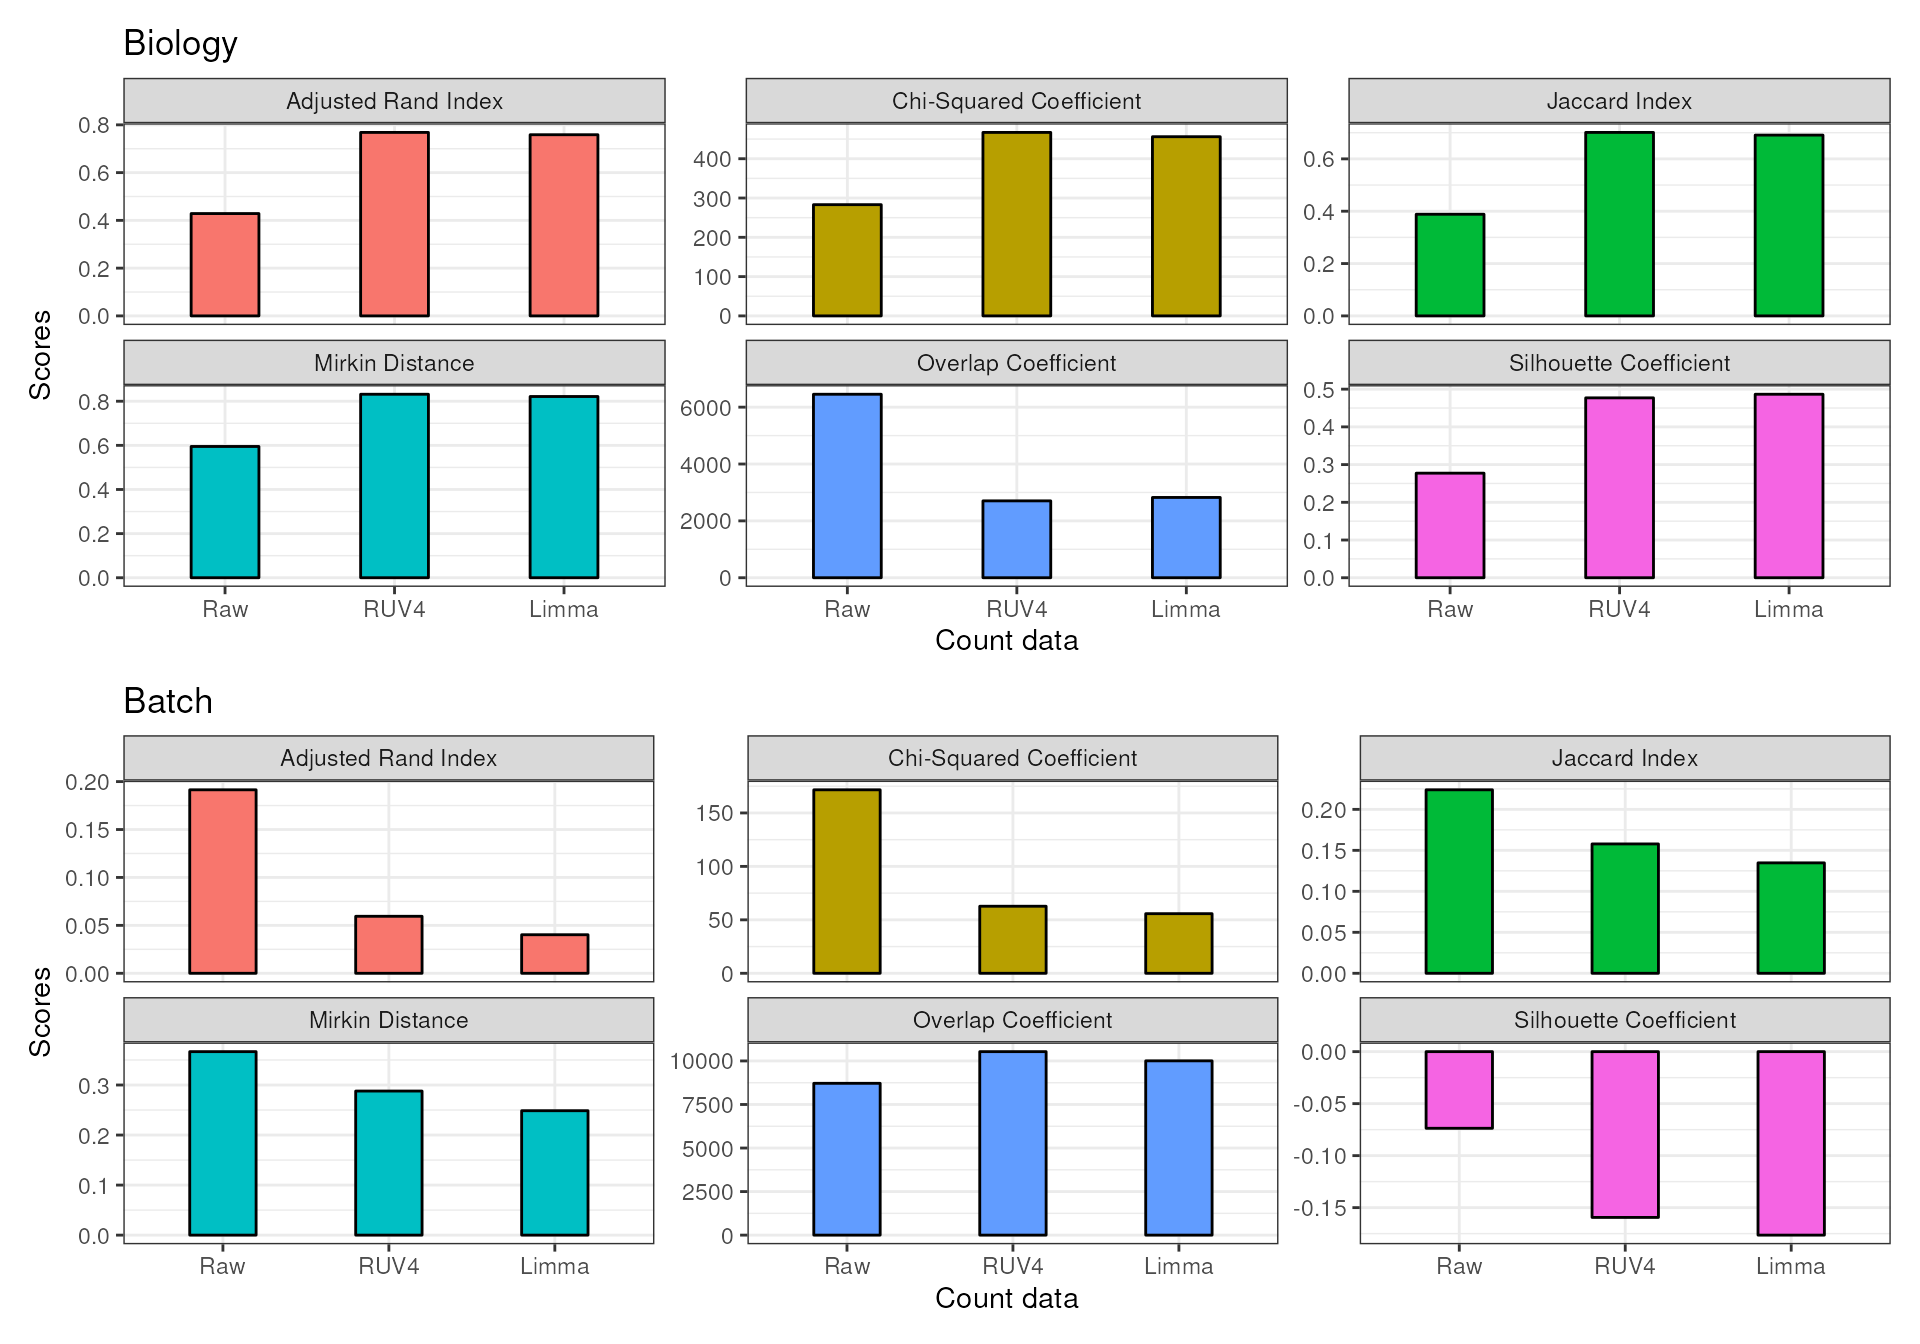 Biology
Adjusted Rand Index
Chi-Squared Coefficient
Jaccard Index
0.8
0.6
0.4
0.2
0.0
400
300
200
100
0
0.6
0.4
0.2
0.0
Scores
Mirkin Distance
Overlap Coefficient
Silhouette Coefficient
0.8
0.6
0.4
0.2
0.0
6000
4000
2000
0
0.5
0.4
0.3
0.2
0.1
0.0
Raw RUV4 Limma
Raw RUV4 Limma
Raw RUV4 Limma
Count data
Batch
Adjusted Rand Index
Chi-Squared Coefficient
Jaccard Index
0.20
0.15
0.10
0.05
0.00
150
100
50
0
0.20
0.15
0.10
0.05
0.00
Scores
Mirkin Distance
Overlap Coefficient
Silhouette Coefficient
0.3
0.2
0.1
0.0
10000
7500
5000
2500
0
0.00
-0.05
-0.10
-0.15
Raw RUV4 Limma
Raw RUV4 Limma
Raw RUV4 Limma
Count data